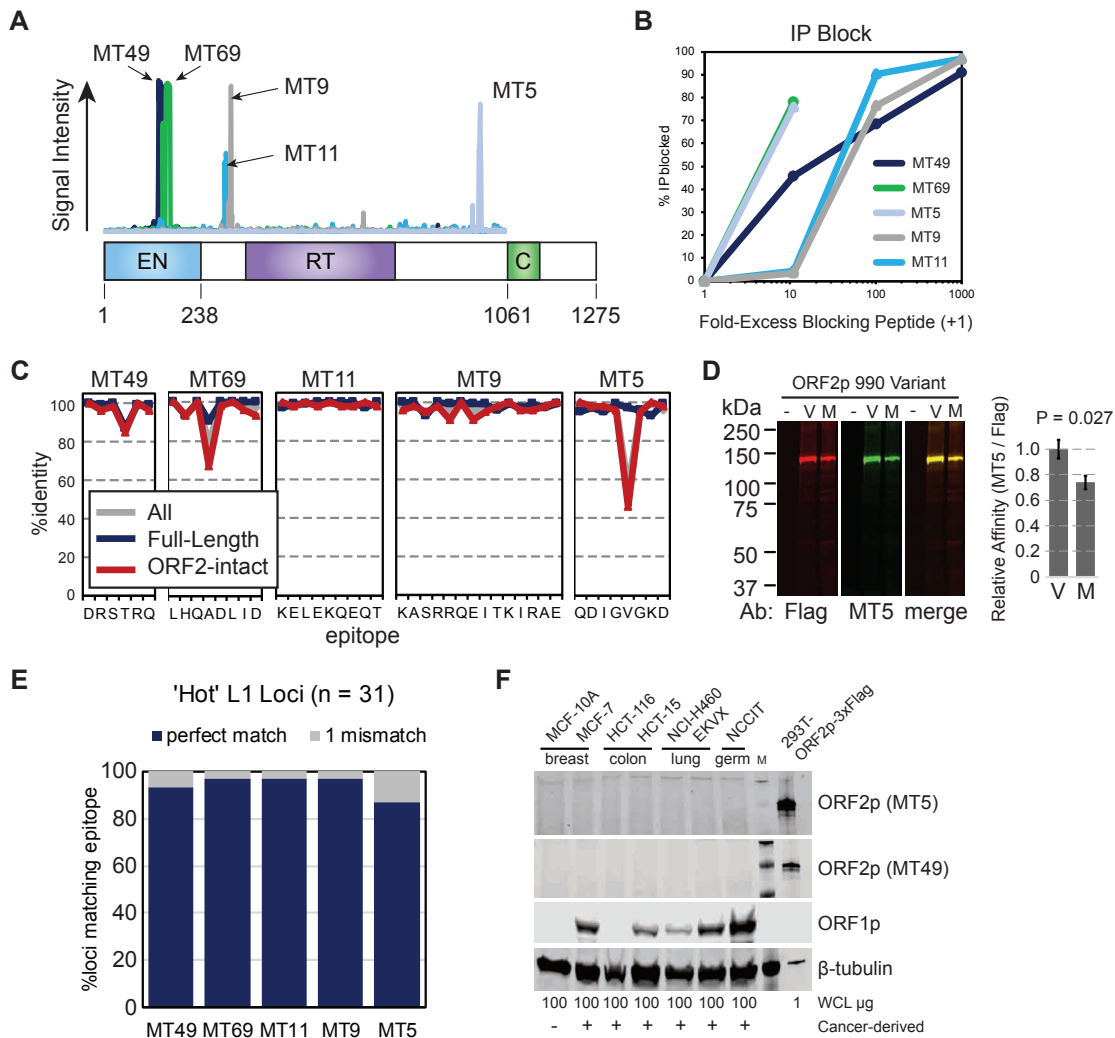 A
MT49
MT69
MT9
MT5
MT11
Signal Intensity
EN
RT
C
1
238
1061
1275
B
IP Block
% IP blocked
100
90
80
70
60
50
40
30
20
10
0
1
10
100
1000
MT49
MT69
MT5
MT9
MT11
Fold-Excess Blocking Peptide (+1)
C
MT49 MT69 MT11 MT9 MT5
%identity
100
80
60
40
20
0
All
Full-Length
ORF2-intact
DRSTRQ LHQADLID KELEKQEQT KASRRQEITKIRAE QDIGVGKD
epitope
D
ORF2p 990 Variant
kDa - V M - V M - V M
250
150
100
75
50
37
Ab: Flag MT5 merge
P = 0.027
Relative Affinity (MT5 / Flag)
1.0
0.8
0.6
0.4
0.2
0
V M
E
'Hot' L1 Loci (n = 31)
perfect match 1 mismatch
%loci matching epitope
100
80
60
40
20
0
MT49 MT69 MT11 MT9 MT5
F
MCF-10A
MCF-7
HCT-116
HCT-15
NCI-H460
EKVX
NCCIT
293T-
ORF2p-3xFlag
breast colon lung germ M
ORF2p (MT5)
ORF2p (MT49)
ORF1p
β-tubulin
100 100 100 100 100 100 100 1 WCL µg
- + + + + + + Cancer-derived